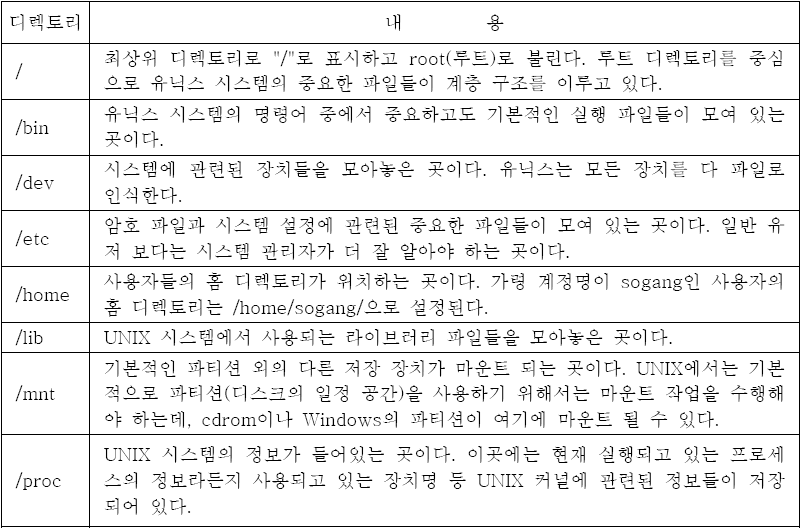 디렉토리 내 용
/ 최상위 디렉토리로 "/"로 표시하고 root(루트)로 불린다. 루트 디렉토리를 중심
으로 유닉스 시스템의 중요한 파일들이 계층 구조를 이루고 있다.
/bin 유닉스 시스템의 명령어 중에서 중요하고도 기본적인 실행 파일들이 모여 있는
곳이다.
/dev 시스템에 관련된 장치들을 모아놓은 곳이다. 유닉스는 모든 장치를 다 파일로
인식한다.
/etc 암호 파일과 시스템 설정에 관련된 중요한 파일들이 모여 있는 곳이다. 일반 유
저 보다는 시스템 관리자가 더 잘 알아야 하는 곳이다.
/home 사용자들의 홈 디렉토리가 위치하는 곳이다. 가령 계정명이 sogang인 사용자의
홈 디렉토리는 /home/sogang/으로 설정된다.
/lib UNIX 시스템에서 사용되는 라이브러리 파일들을 모아놓은 곳이다.
/mnt 기본적인 파티션 외의 다른 저장 장치가 마운트 되는 곳이다. UNIX에서는 기본
적으로 파티션(디스크의 일정 공간)을 사용하기 위해서는 마운트 작업을 수행해
야 하는데, cdrom이나 Windows의 파티션이 여기에 마운트 될 수 있다.
/proc UNIX 시스템의 정보가 들어있는 곳이다. 이곳에는 현재 실행되고 있는 프로세
스의 정보라든지 사용되고 있는 장치명 등 UNIX 커널에 관련된 정보들이 저장
되어 있다.